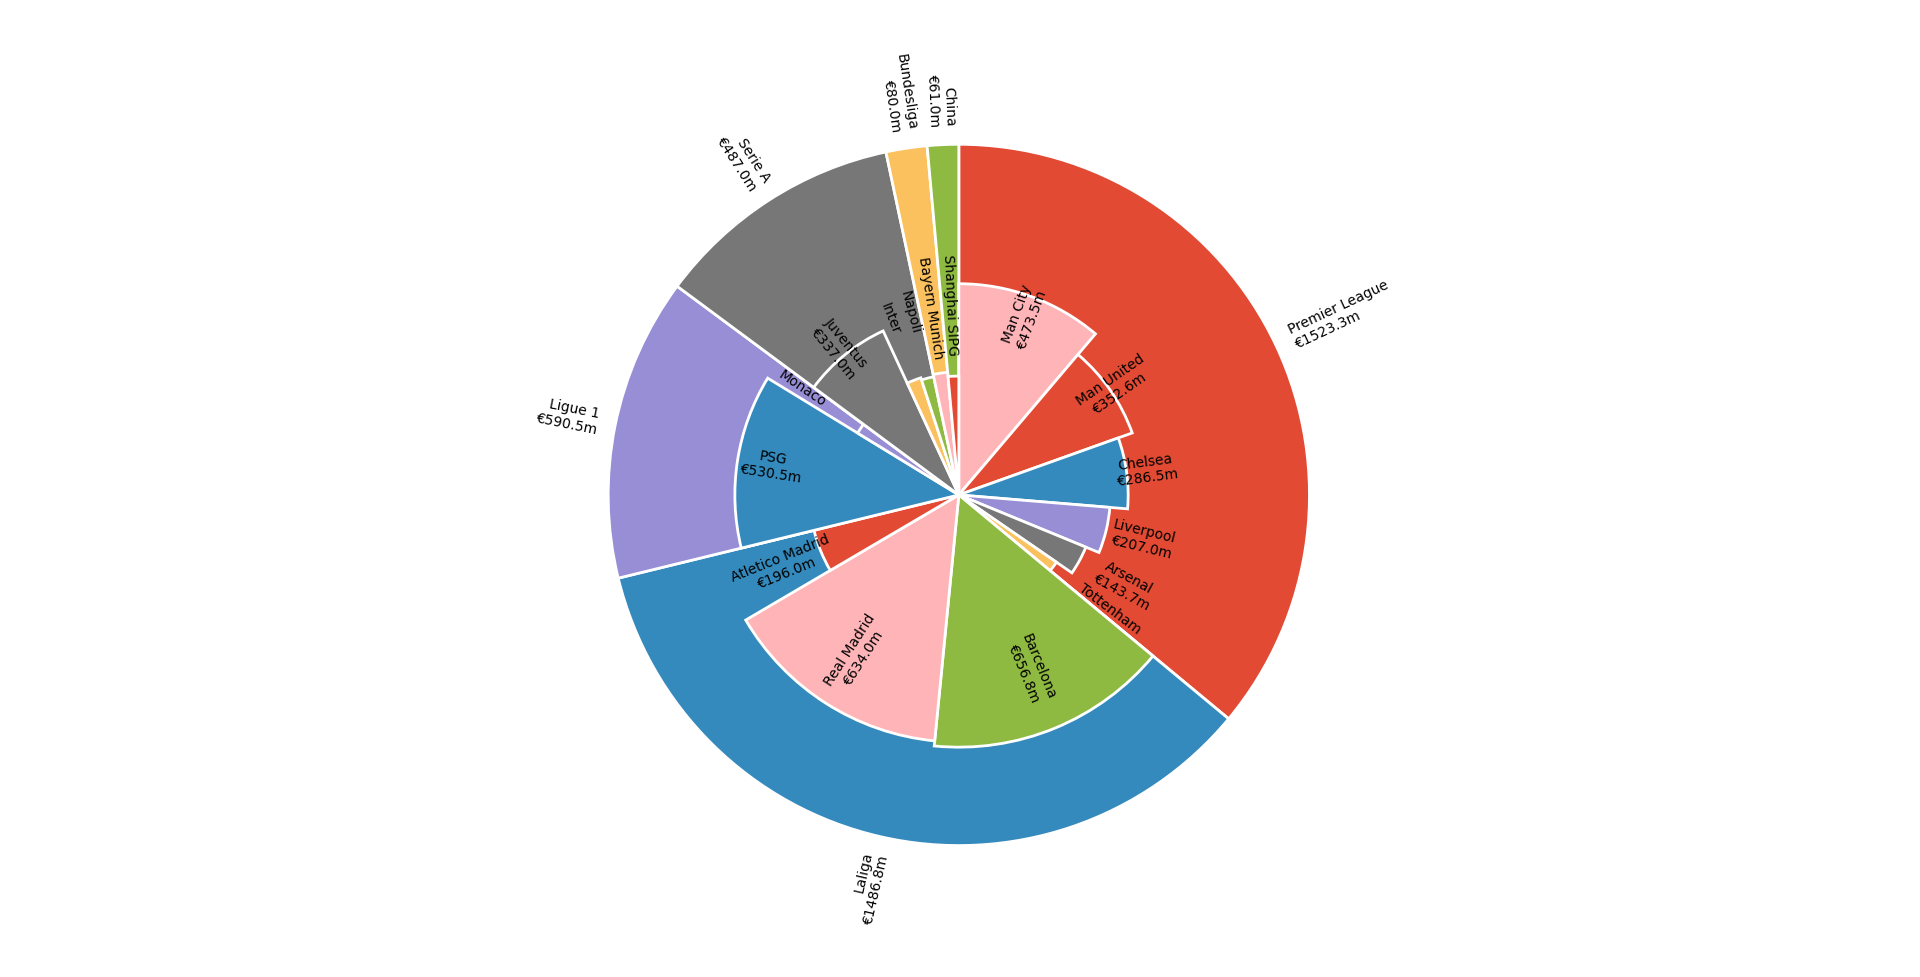 Bundesliga
€80.0m
China
€61.0m
Serie A
€487.0m
Premier League
€1523.3m
Ligue 1
€590.5m
Laliga
€1486.8m
Man City
€473.5m
Man United
€352.6m
Chelsea
€286.5m
Liverpool
€207.0m
Arsenal
€143.7m
Tottenham
Barcelona
€656.8m
Real Madrid
€634.0m
Atletico Madrid
€196.0m
PSG
€530.5m
Monaco
Juventus
€337.0m
Inter
Napoli
Bayern Munich
Shanghai SIPG